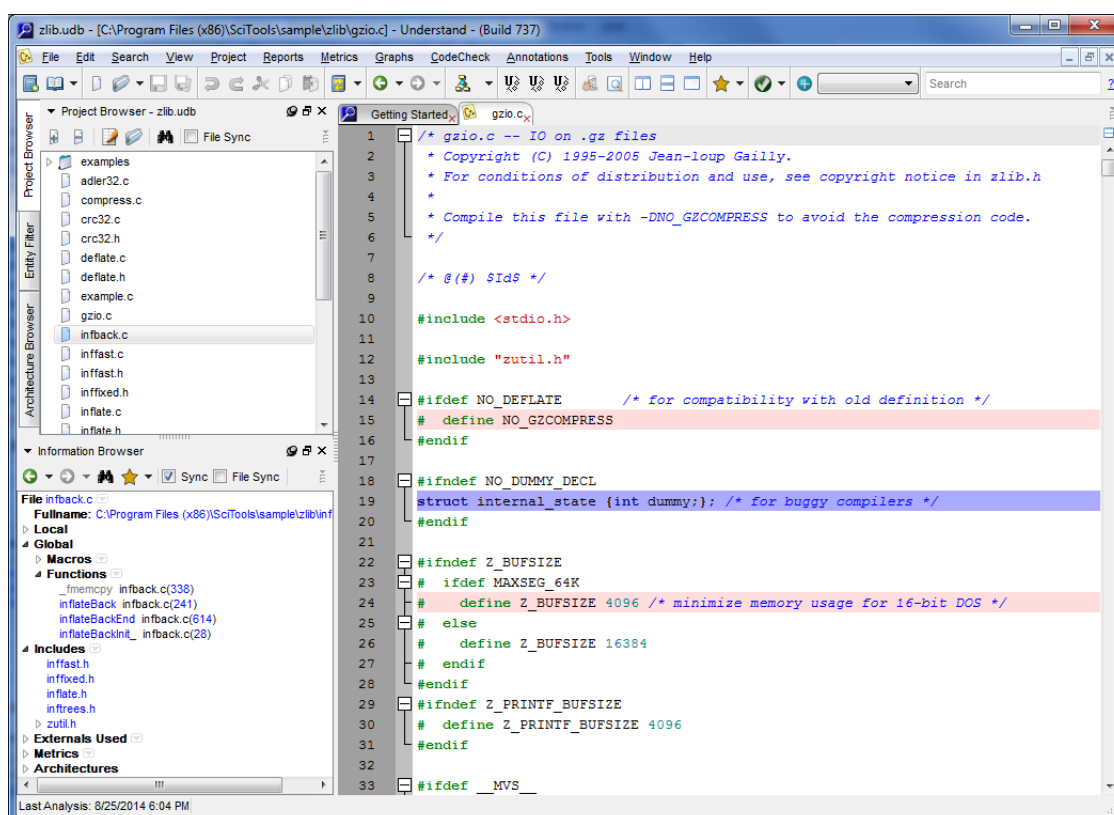 zlib.udb - [C:\Program Files (x86)\SciTools\sample\zlib\gzio.c] - Understand - (Build 737)
File Edit Search View Project Reports Metrics Graphs CodeCheck Annotations Tools Window Help
Search
Project Browser
Entity Filter
Architecture Browser
Project Browser - zlib.udb
File Sync
examples
adler32.c
compress.c
crc32.c
crc32.h
deflate.c
deflate.h
example.c
gzio.c
infback.c
inffast.c
inffast.h
inffixed.h
inflate.c
inflate.h
Information Browser
Sync File Sync
File infback.c
Fullname: C:\Program Files (x86)\SciTools\sample\zlib\inf
Local
Global
Macros
Functions
_fmemcpy infback.c(338)
inflateBack infback.c(241)
inflateBackEnd infback.c(614)
inflateBackInit_ infback.c(28)
Includes
inffast.h
inffixed.h
inflate.h
inftrees.h
zutil.h
Externals Used
Metrics
Architectures
Getting Started gzio.c
1 /* gzio.c -- IO on .gz files
2 * Copyright (C) 1995-2005 Jean-loup Gailly.
3 * For conditions of distribution and use, see copyright notice in zlib.h
4 *
5 * Compile this file with -DNO_GZCOMPRESS to avoid the compression code.
6 */
7
8 /* @(#) $Id$ */
9
10 #include <stdio.h>
11
12 #include "zutil.h"
13
14 #ifdef NO_DEFLATE /* for compatibility with old definition */
15 # define NO_GZCOMPRESS
16 #endif
17
18 #ifndef NO_DUMMY_DECL
19 struct internal_state {int dummy;}; /* for buggy compilers */
20 #endif
21
22 #ifndef Z_BUFSIZE
23 # ifdef MAXSEG_64K
24 # define Z_BUFSIZE 4096 /* minimize memory usage for 16-bit DOS */
25 # else
26 # define Z_BUFSIZE 16384
27 # endif
28 #endif
29 #ifndef Z_PRINTF_BUFSIZE
30 # define Z_PRINTF_BUFSIZE 4096
31 #endif
32
33 #ifdef __MVS__
Last Analysis: 8/25/2014 6:04 PM